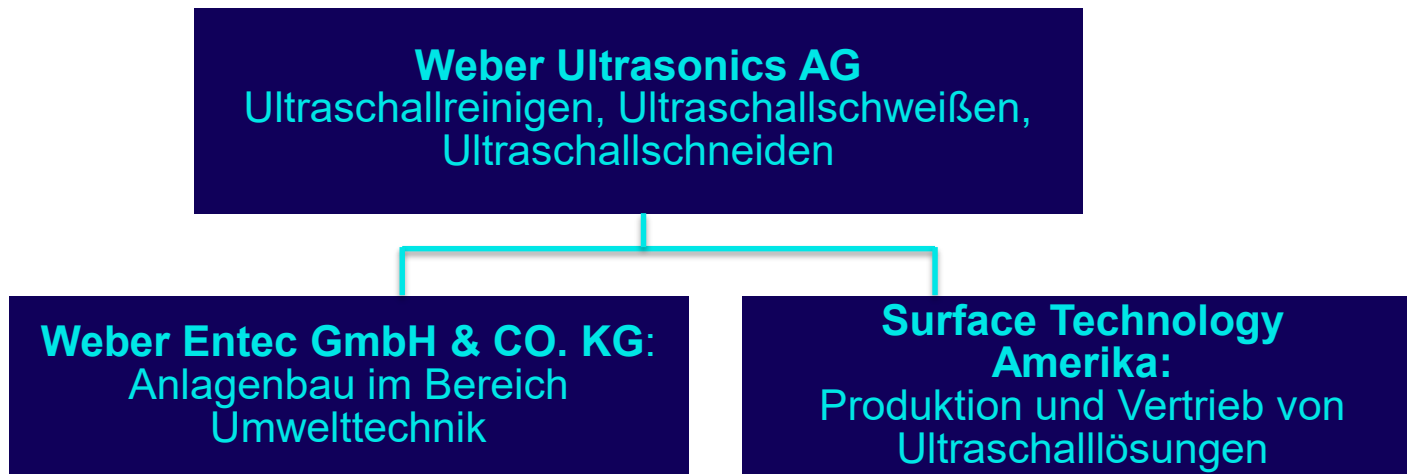 Weber Ultrasonics AG
Ultraschallreinigen, Ultraschallschweißen,
Ultraschallschneiden
Weber Entec GmbH & CO. KG:
Anlagenbau im Bereich
Umwelttechnik
Surface Technology
Amerika:
Produktion und Vertrieb von
Ultraschalllösungen